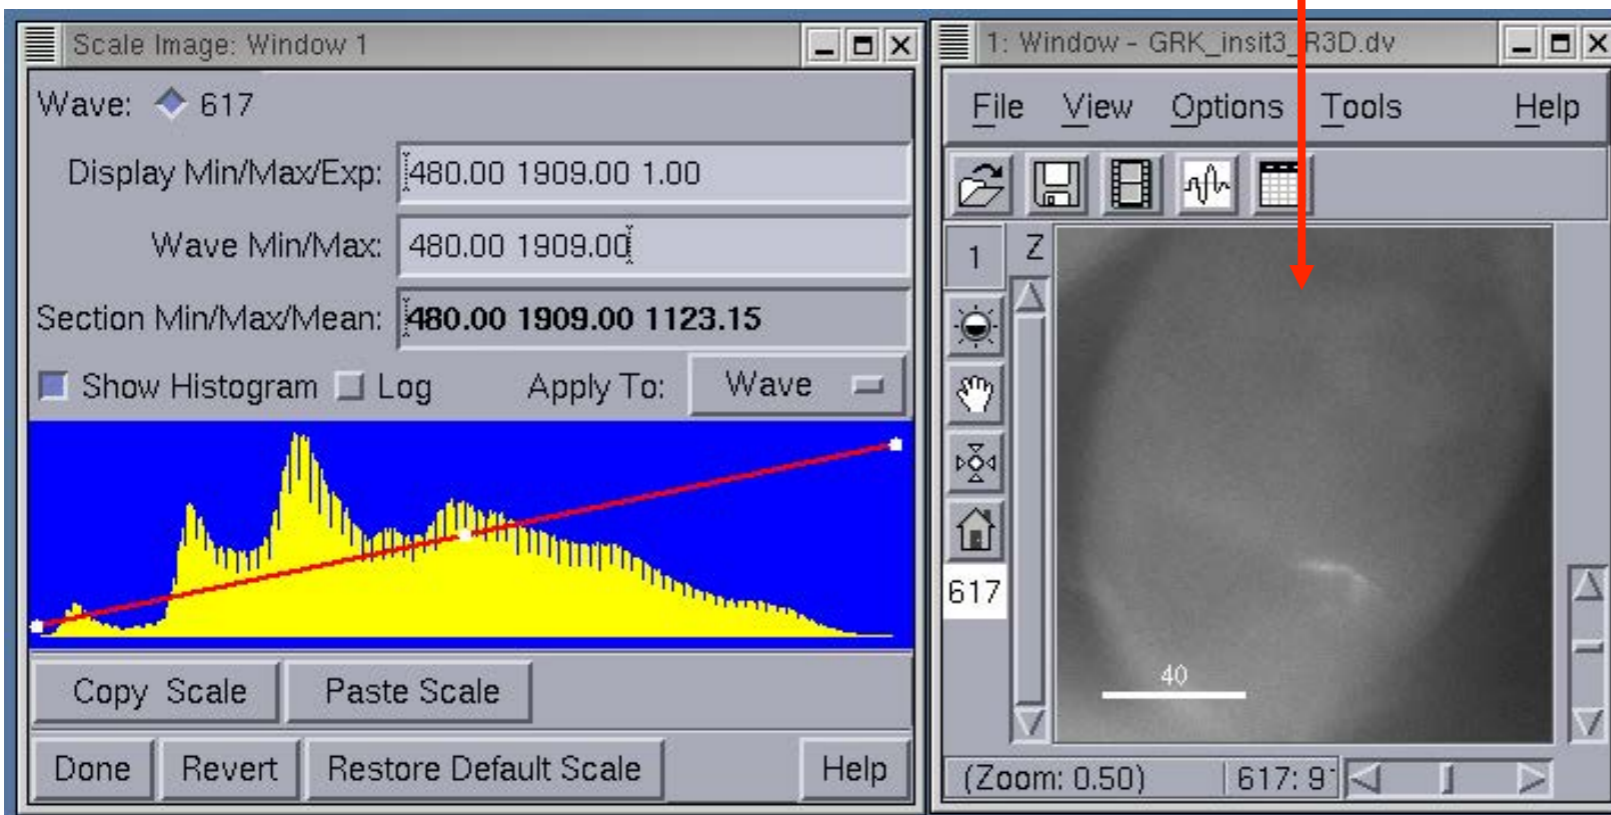 Scale Image: Window 1
Wave: 617
Display Min/Max/Exp: 480.00 1909.00 1.00
Wave Min/Max: 480.00 1909.00
Section Min/Max/Mean: 480.00 1909.00 1123.15
Show Histogram Log Apply To: Wave
Copy Scale Paste Scale
Done Revert Restore Default Scale Help
1: Window - GRK_insit3_R3D.dv
File View Options Tools Help
1 Z
617
40
(Zoom: 0.50) 617: 9